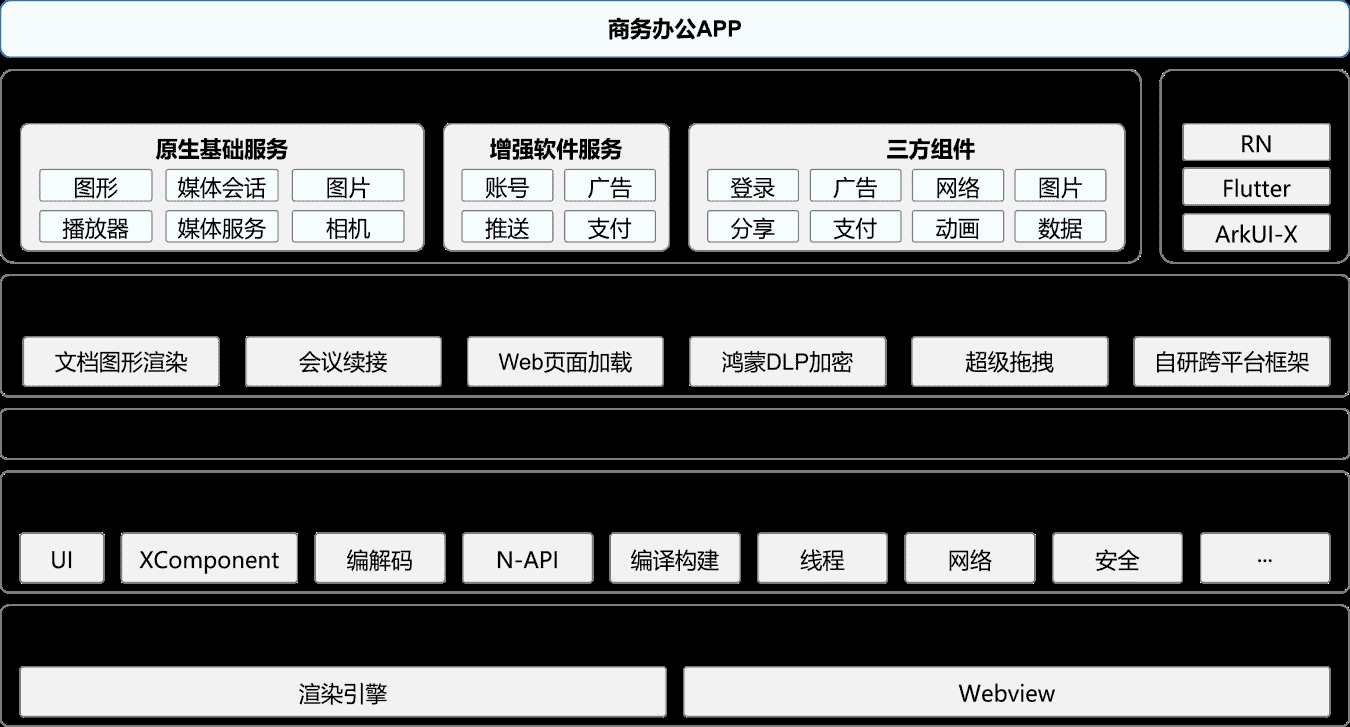 商务办公APP
原生基础服务
图形 媒体会话 图片
播放器 媒体服务 相机
增强软件服务
账号 广告
推送 支付
三方组件
登录 广告 网络 图片
分享 支付 动画 数据
RN
Flutter
ArkUI-X
文档图形渲染 会议续接 Web页面加载 鸿蒙DLP加密 超级拖拽 自研跨平台框架
UI XComponent 编解码 N-API 编译构建 线程 网络 安全 ...
渲染引擎 Webview